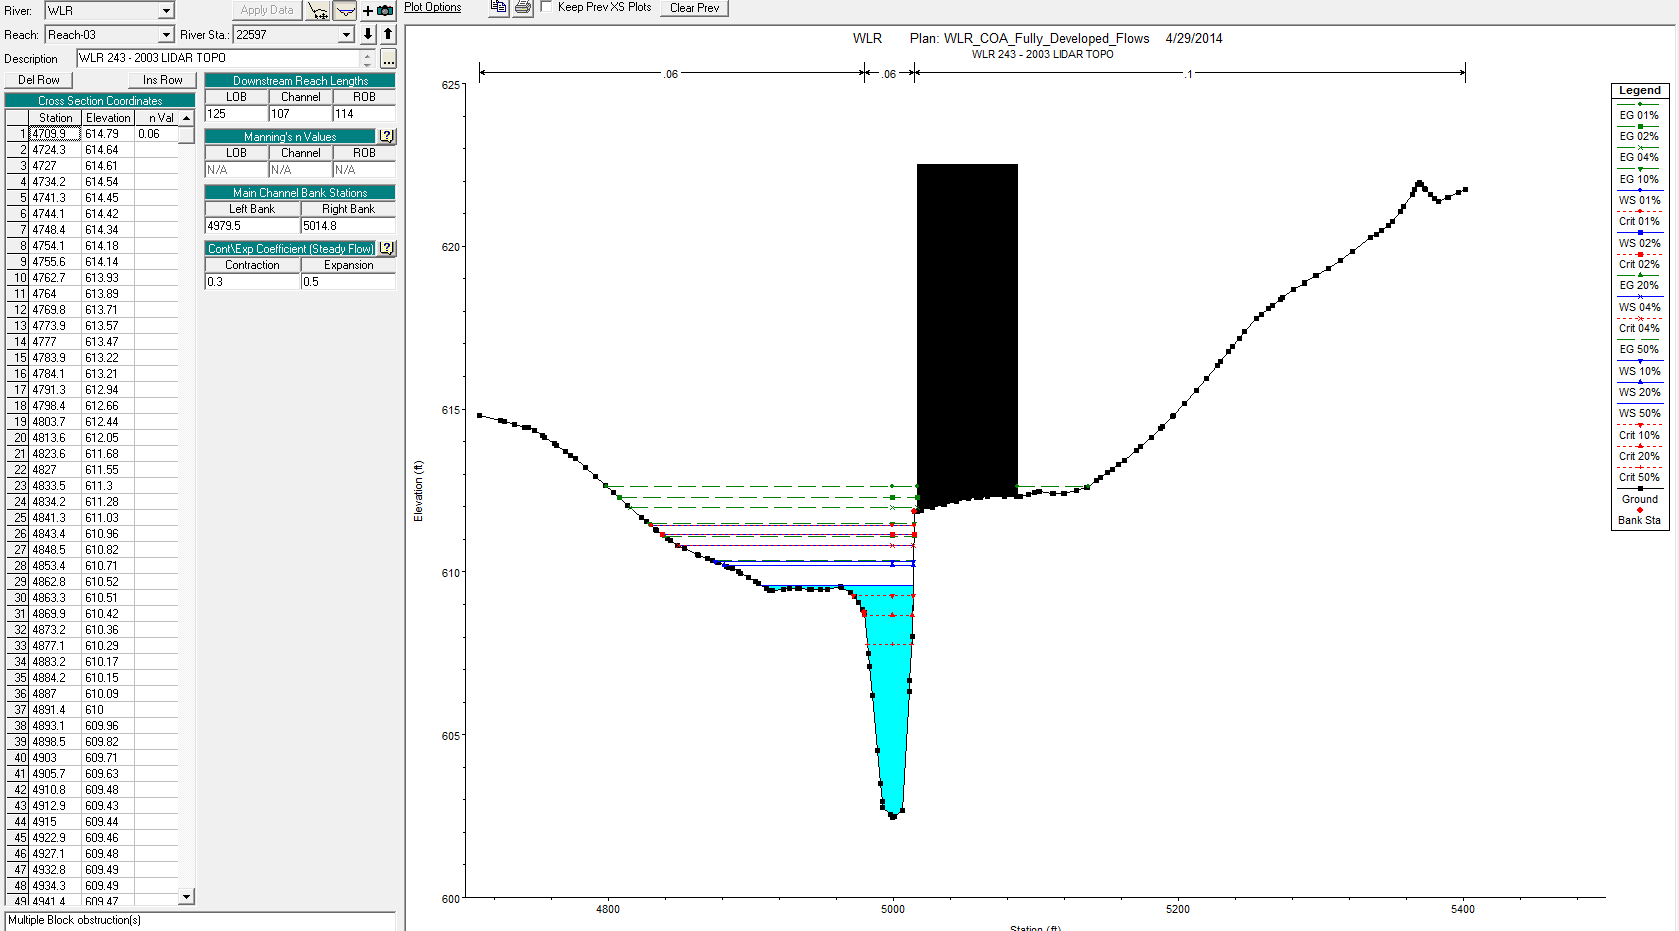 River: WLR Apply Data Plot Options Keep Prev XS Plots Clear Prev
Reach: Reach-03 River Sta.: 22597
Description WLR 243 - 2003 LIDAR TOPO ...
Del Row Ins Row
Cross Section Coordinates
Station Elevation n Val
1 4709.9 614.79 0.06
2 4724.3 614.64
3 4727 614.61
4 4734.2 614.54
5 4741.3 614.45
6 4744.1 614.42
7 4748.4 614.34
8 4754.1 614.18
9 4755.6 614.14
10 4762.7 613.93
11 4764 613.89
12 4769.8 613.71
13 4773.9 613.57
14 4777 613.47
15 4783.9 613.22
16 4784.1 613.21
17 4791.3 612.94
18 4798.4 612.66
19 4803.7 612.44
20 4813.6 612.05
21 4823.6 611.68
22 4827 611.55
23 4833.5 611.3
24 4834.2 611.28
25 4841.3 611.03
26 4843.4 610.96
27 4848.5 610.82
28 4853.4 610.71
29 4862.8 610.52
30 4863.3 610.51
31 4869.9 610.42
32 4873.2 610.36
33 4877.1 610.29
34 4883.2 610.17
35 4884.2 610.15
36 4887 610.09
37 4891.4 610
38 4893.1 609.96
39 4898.5 609.82
40 4903 609.71
41 4905.7 609.63
42 4910.8 609.48
43 4912.9 609.43
44 4915 609.44
45 4922.9 609.46
46 4927.1 609.48
47 4932.8 609.49
48 4934.3 609.49
49 4941.4 609.47
Multiple Block obstruction(s)
Downstream Reach Lengths
LOB Channel ROB
125 107 114
Manning's n Values
LOB Channel ROB
N/A N/A N/A
Main Channel Bank Stations
Left Bank Right Bank
4979.5 5014.8
Cont\Exp Coefficient (Steady Flow)
Contraction Expansion
0.3 0.5
WLR Plan: WLR_COA_Fully_Developed_Flows 4/29/2014
WLR 243 - 2003 LIDAR TOPO
.06 .06 .1
625
620
615
610
605
600
Elevation (ft)
4800 5000 5200 5400
Station (ft)
Legend
EG 01%
EG 02%
EG 04%
EG 10%
WS 01%
Crit 01%
WS 02%
Crit 02%
EG 20%
WS 04%
Crit 04%
EG 50%
WS 10%
WS 20%
WS 50%
Crit 10%
Crit 20%
Crit 50%
Ground
Bank Sta